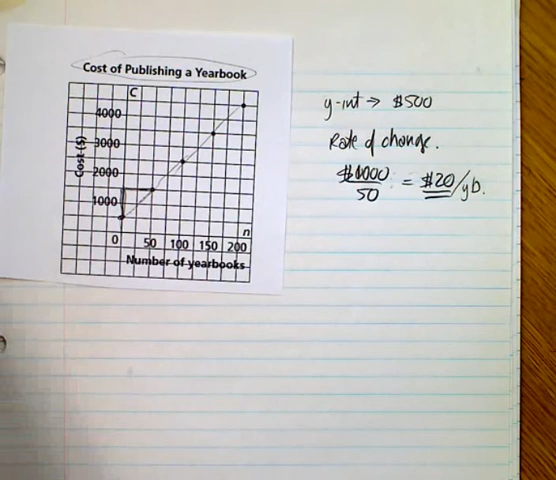 Cost of Publishing a Yearbook
C
4000
3000
2000
1000
0
50 100 150 200
n
Cost ($)
Number of yearbooks
y-int → $500
Rate of change.
$1000
50
= $20/yb.